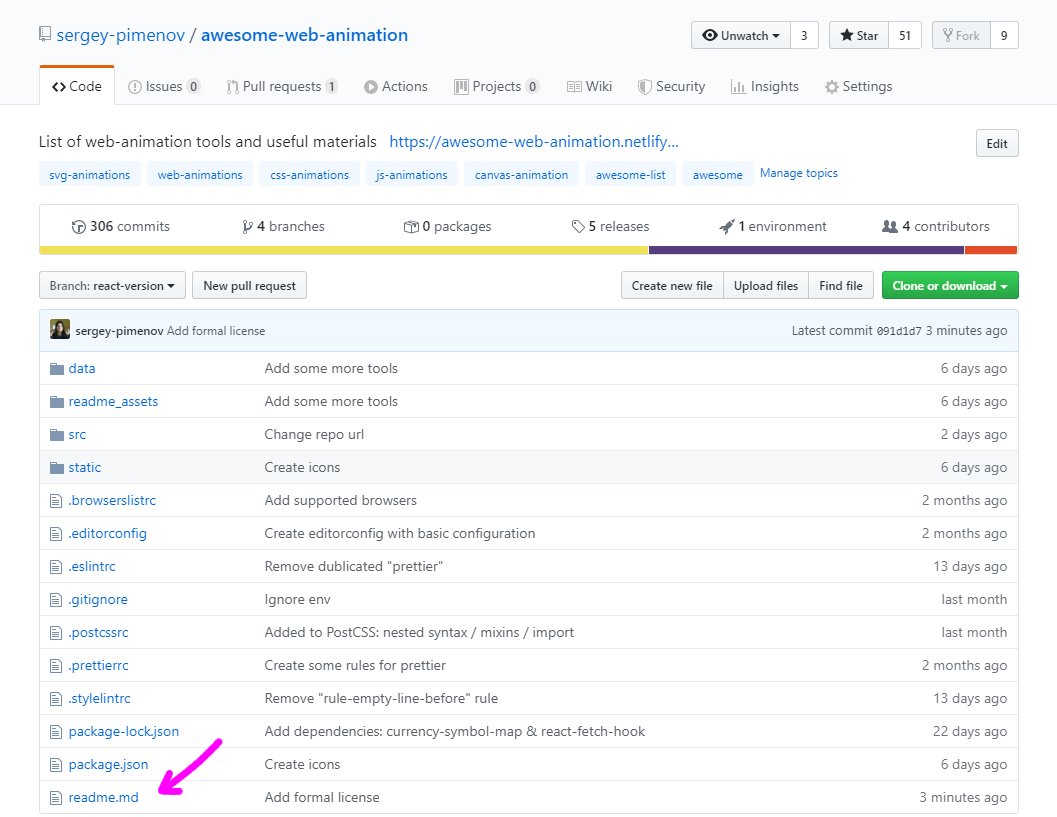 sergey-pimenov / awesome-web-animation
Unwatch 3 Star 51 Fork 9
Code Issues 0 Pull requests 1 Actions Projects 0 Wiki Security Insights Settings
List of web-animation tools and useful materials https://awesome-web-animation.netlify... Edit
svg-animations web-animations css-animations js-animations canvas-animation awesome-list awesome Manage topics
306 commits 4 branches 0 packages 5 releases 1 environment 4 contributors
Branch: react-version New pull request Create new file Upload files Find file Clone or download
sergey-pimenov Add formal license Latest commit 091d1d7 3 minutes ago
data Add some more tools 6 days ago
readme_assets Add some more tools 6 days ago
src Change repo url 2 days ago
static Create icons 6 days ago
.browserslistrc Add supported browsers 2 months ago
.editorconfig Create editorconfig with basic configuration 2 months ago
.eslintrc Remove dublicated "prettier" 13 days ago
.gitignore Ignore env last month
.postcssrc Added to PostCSS: nested syntax / mixins / import last month
.prettierrc Create some rules for prettier 2 months ago
.stylelintrc Remove "rule-empty-line-before" rule 13 days ago
package-lock.json Add dependencies: currency-symbol-map & react-fetch-hook 22 days ago
package.json Create icons 6 days ago
readme.md Add formal license 3 minutes ago